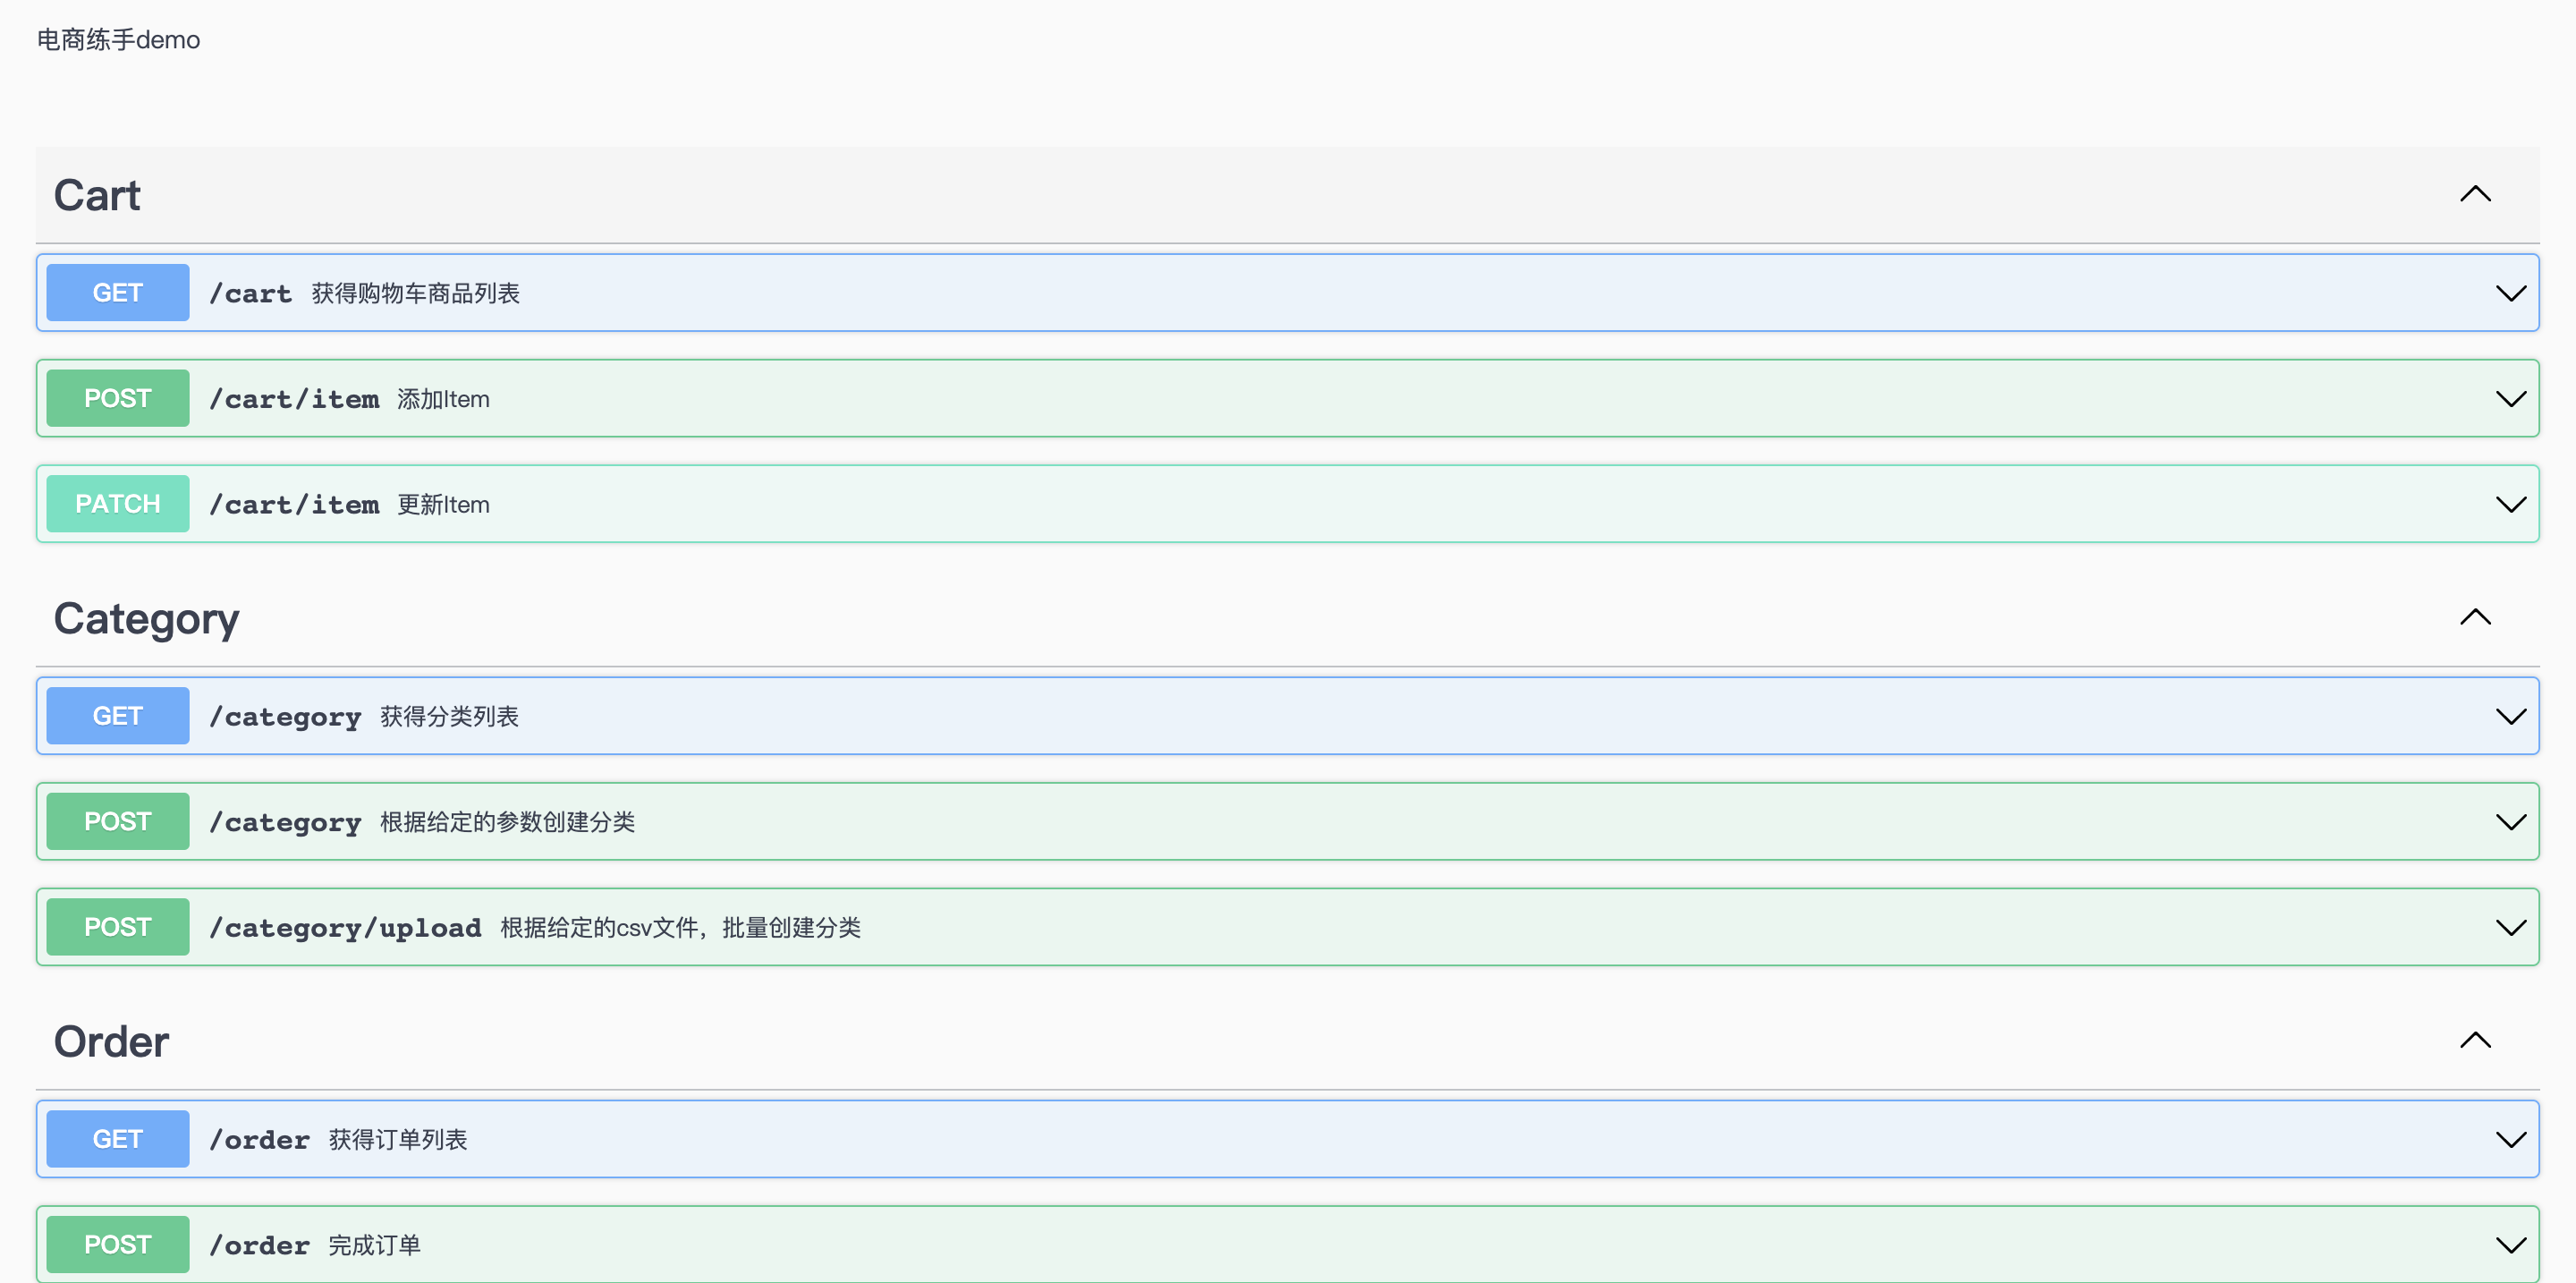 电商练手demo
Cart
GET /cart 获得购物车商品列表
POST /cart/item 添加Item
PATCH /cart/item 更新Item
Category
GET /category 获得分类列表
POST /category 根据给定的参数创建分类
POST /category/upload 根据给定的csv文件，批量创建分类
Order
GET /order 获得订单列表
POST /order 完成订单